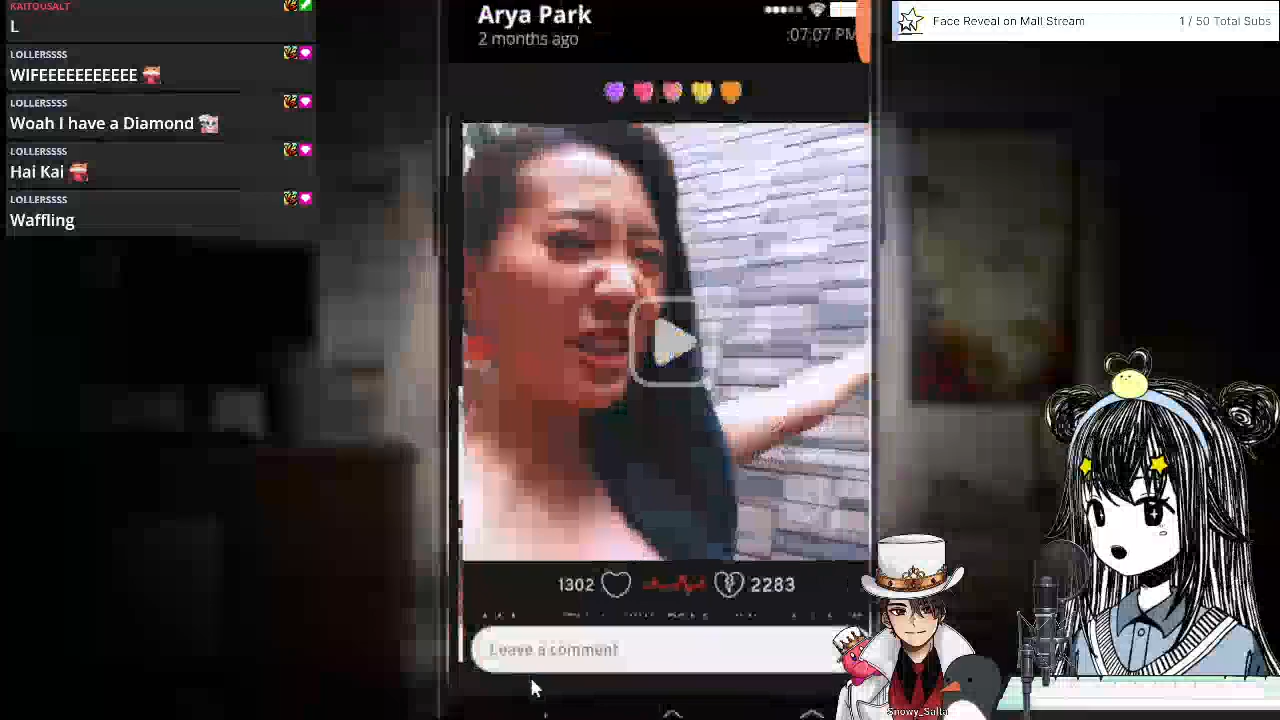 KAITOUSALT
L
LOLLERSSSS
WIFEEEEEEEEEEE
LOLLERSSSS
Woah I have a Diamond
LOLLERSSSS
Hai Kai
LOLLERSSSS
Waffling
Arya Park
2 months ago
:07:07 PM
1302
2283
Leave a comment
Face Reveal on Mall Stream
1 / 50 Total Subs